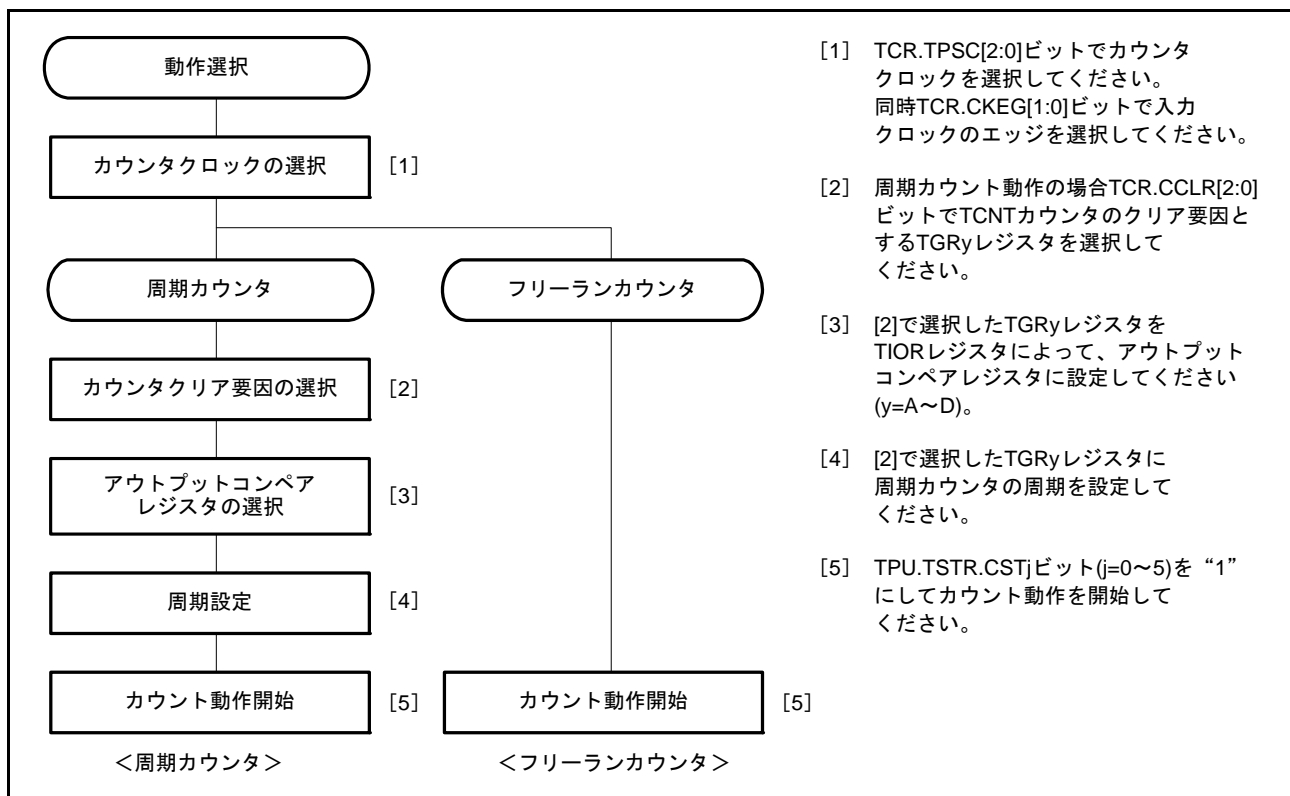 動作選択
カウンタクロックの選択 [1]
周期カウンタ
フリーランカウンタ
カウンタクリア要因の選択 [2]
アウトプットコンペア
レジスタの選択 [3]
周期設定 [4]
カウント動作開始 [5]
カウント動作開始 [5]
＜周期カウンタ＞
＜フリーランカウンタ＞
[1] TCR.TPSC[2:0]ビットでカウンタ
クロックを選択してください。
同時TCR.CKEG[1:0]ビットで入力
クロックのエッジを選択してください。
[2] 周期カウント動作の場合TCR.CCLR[2:0]
ビットでTCNTカウンタのクリア要因と
するTGRyレジスタを選択して
ください。
[3] [2]で選択したTGRyレジスタを
TIORレジスタによって、アウトプット
コンペアレジスタに設定してください
(y=A～D)。
[4] [2]で選択したTGRyレジスタに
周期カウンタの周期を設定して
ください。
[5] TPU.TSTR.CSTjビット(j=0～5)を“1”
にしてカウント動作を開始して
ください。